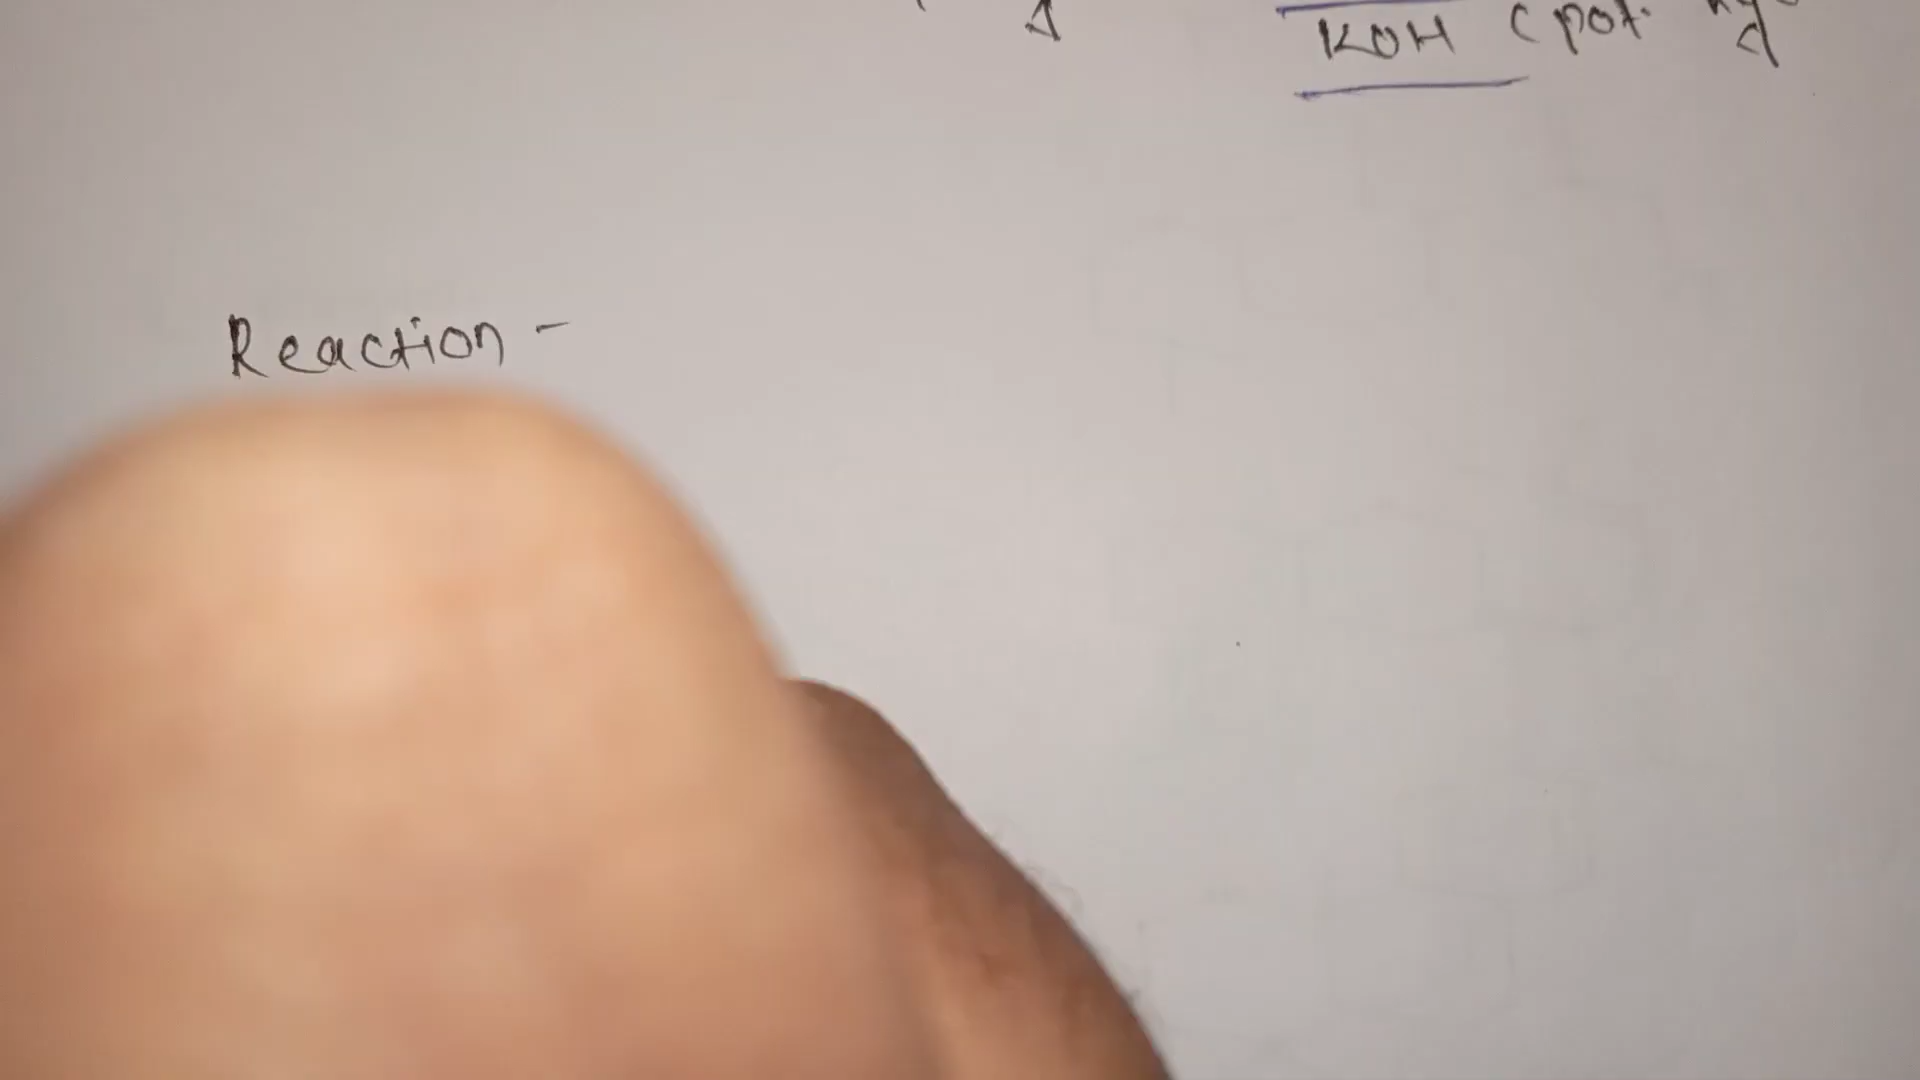 KOH ( pot.
Reaction -